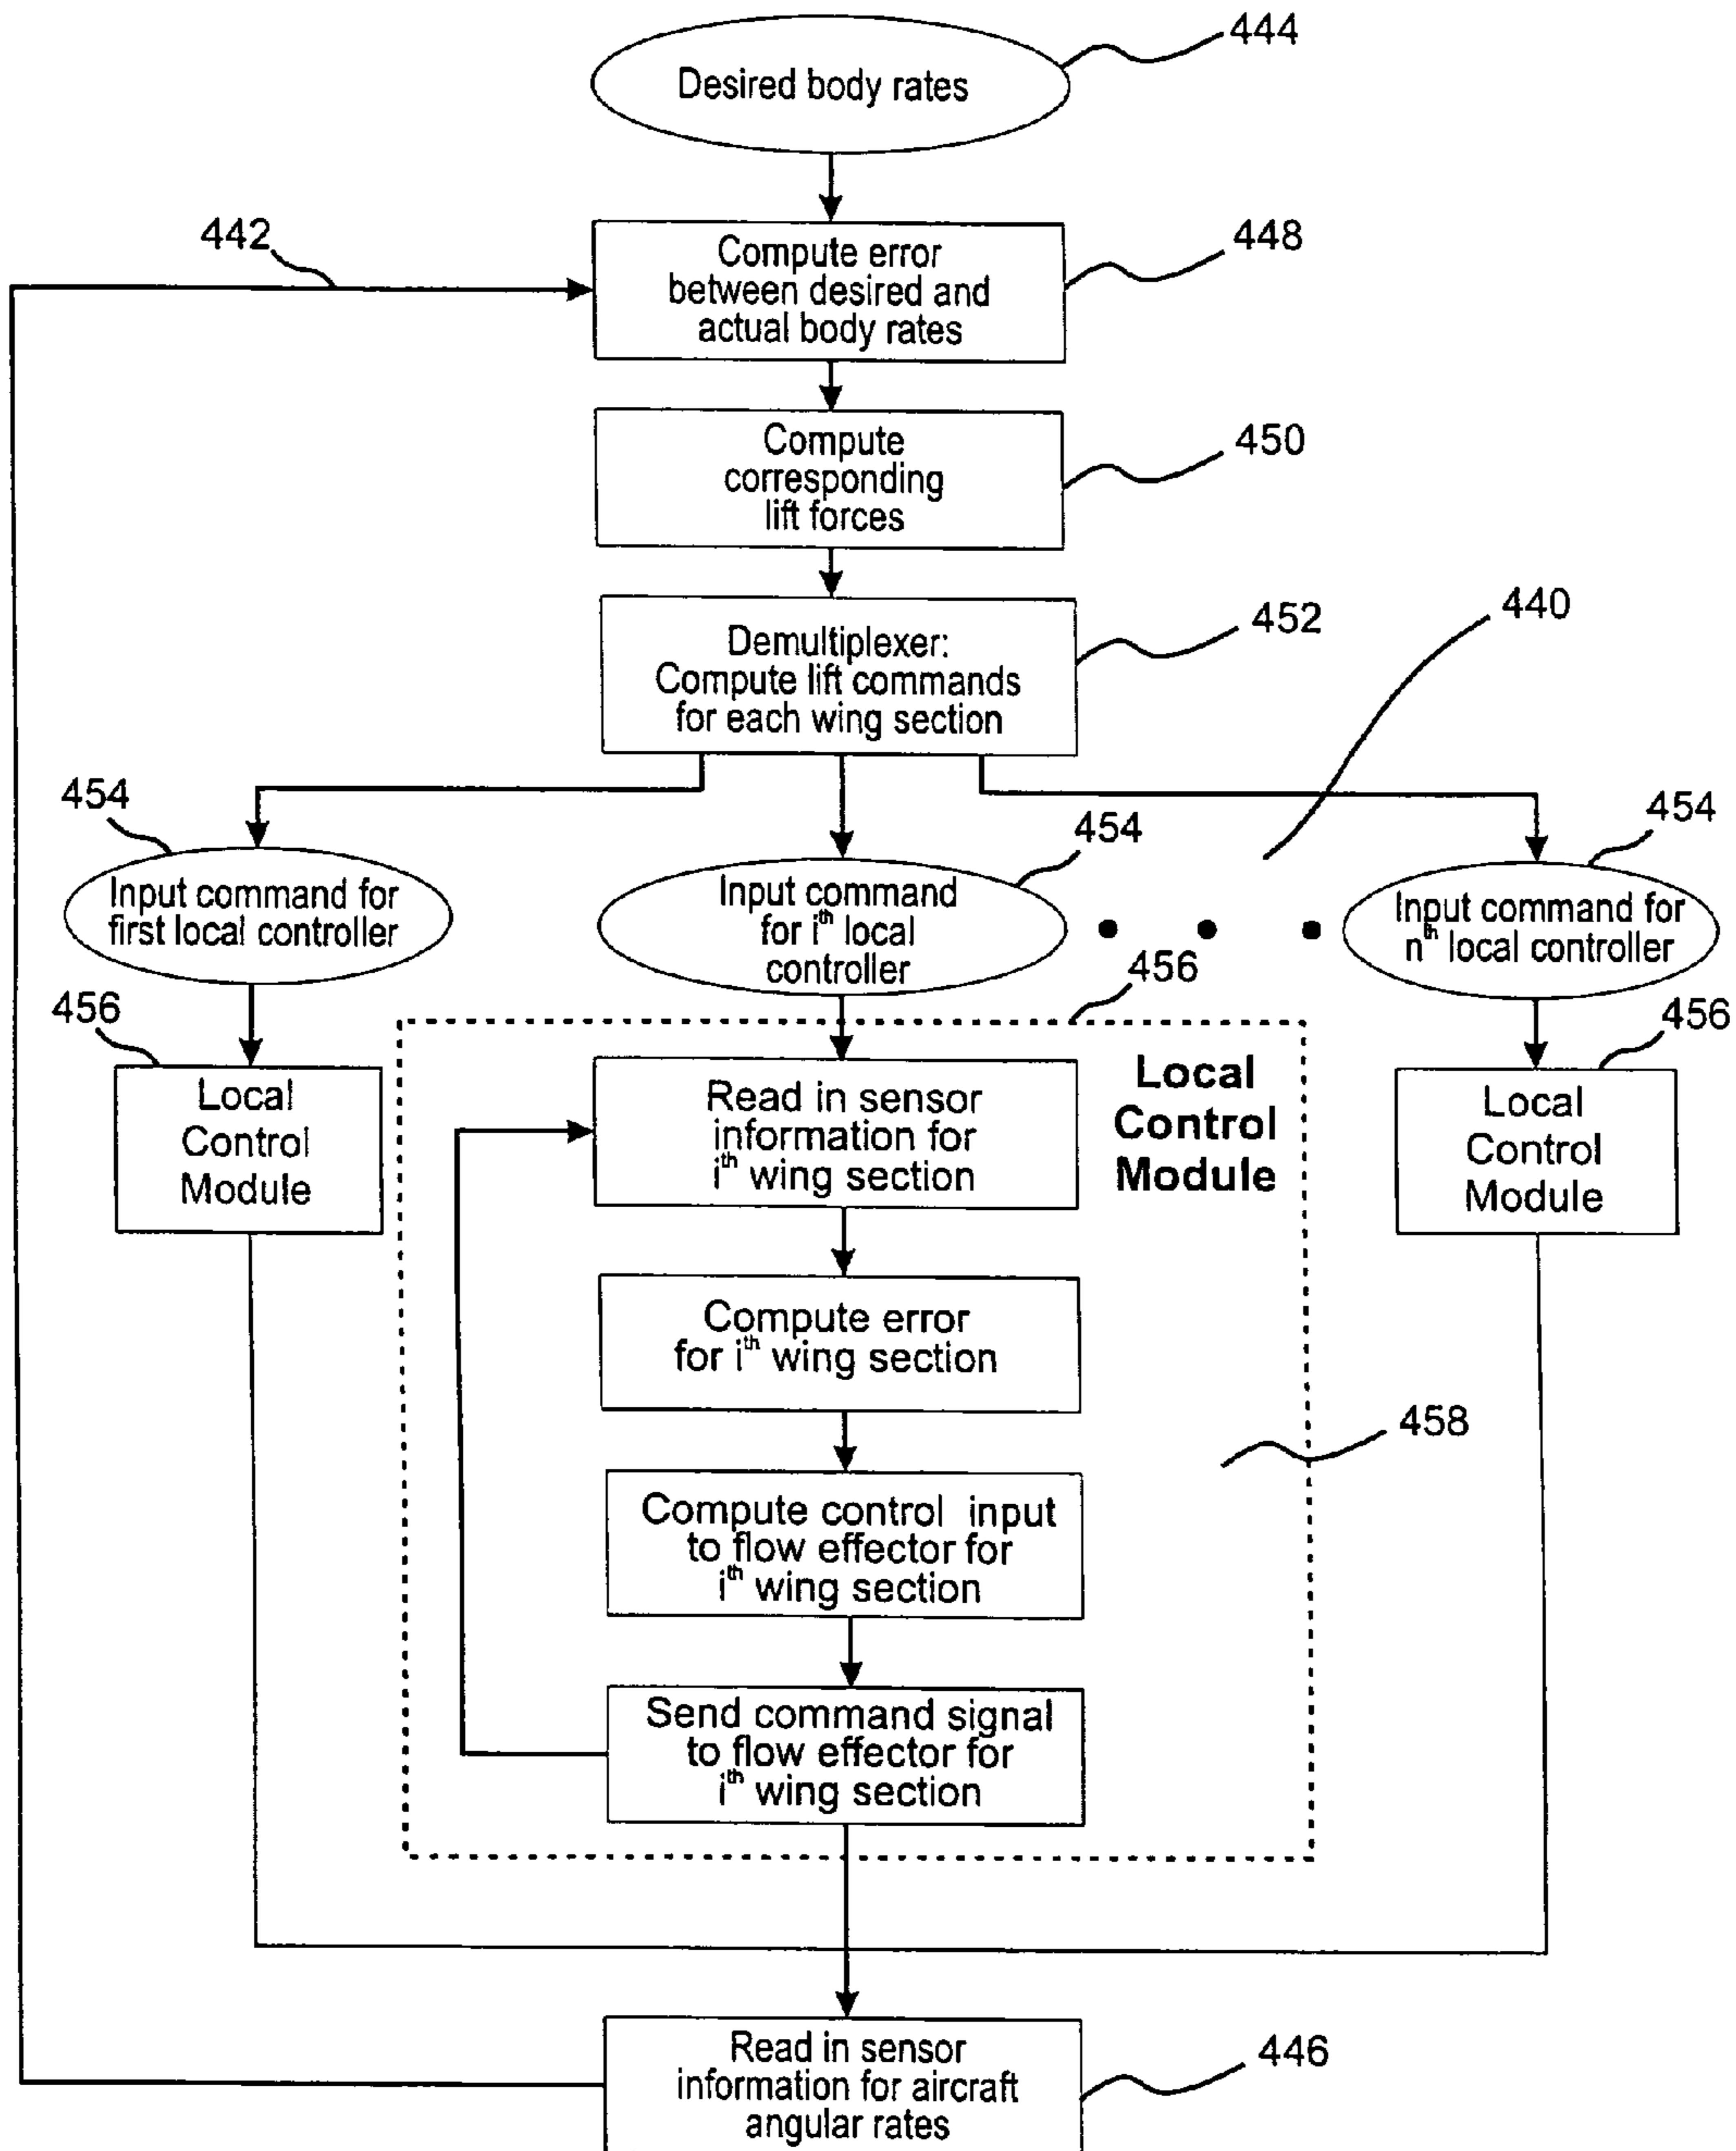 444
Desired body rates
442
448
Compute error
between desired and
actual body rates
450
Compute
corresponding
lift forces
440
452
Demultiplexer:
Compute lift commands
for each wing section
454
454
454
Input command for
first local controller
Input command
for ith local
controller
Input command for
nth local controller
456
456
456
Local
Control
Module
Read in sensor
information for
ith wing section
Local
Control
Module
Local
Control
Module
Compute error
for ith wing section
458
Compute control input
to flow effector for
ith wing section
Send command signal
to flow effector for
ith wing section
446
Read in sensor
information for aircraft
angular rates